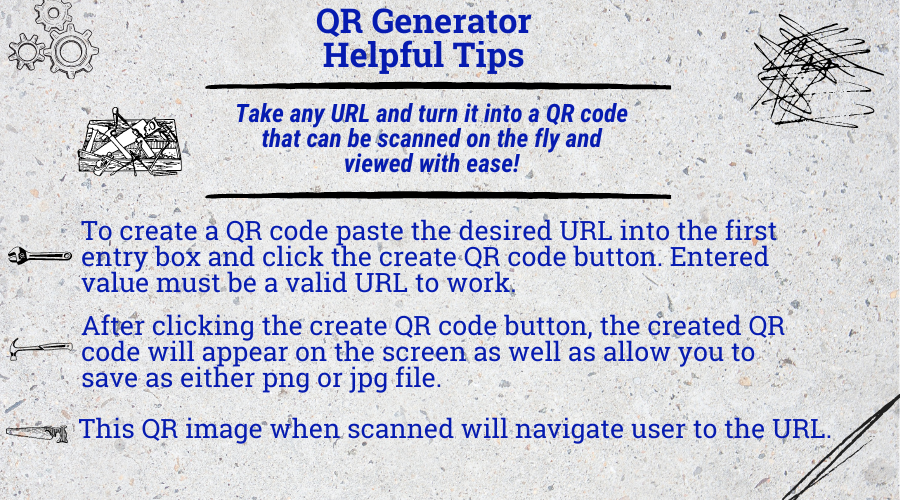 QR Generator
Helpful Tips
Take any URL and turn it into a QR code
that can be scanned on the fly and
viewed with ease!
To create a QR code paste the desired URL into the first
entry box and click the create QR code button. Entered
value must be a valid URL to work.
After clicking the create QR code button, the created QR
code will appear on the screen as well as allow you to
save as either png or jpg file.
This QR image when scanned will navigate user to the URL.